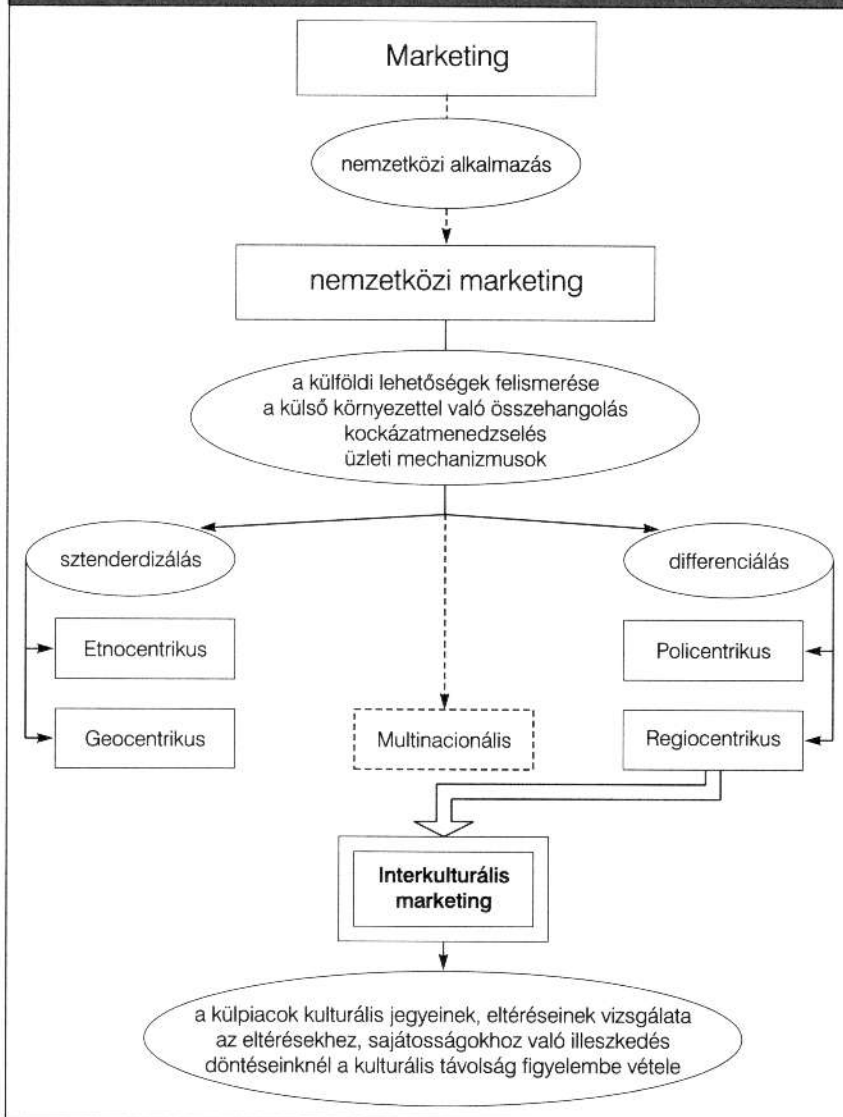 Marketing
nemzetközi alkalmazás
nemzetközi marketing
a külföldi lehetőségek felismerése
a külső környezettel való összehangolás
kockázatmenedzselés
üzleti mechanizmusok
sztenderdizálás
differenciálás
Etnocentrikus
Policentrikus
Geocentrikus
Multinacionális
Regiocentrikus
Interkulturális
marketing
a külpiacok kulturális jegyeinek, eltéréseinek vizsgálata
az eltérésekhez, sajátosságokhoz való illeszkedés
döntéseinknél a kulturális távolság figyelembe vétele